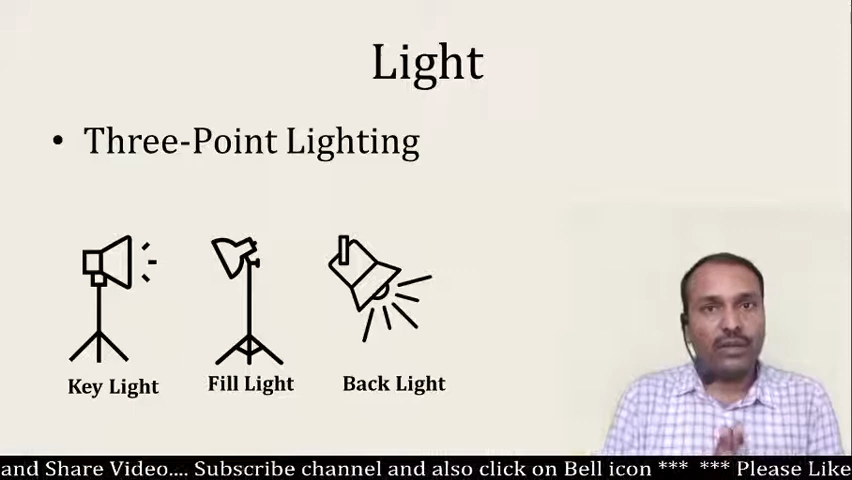 Light
• Three-Point Lighting
Key Light
Fill Light
Back Light
and Share Video.... Subscribe channel and also click on Bell icon *** *** Please Like